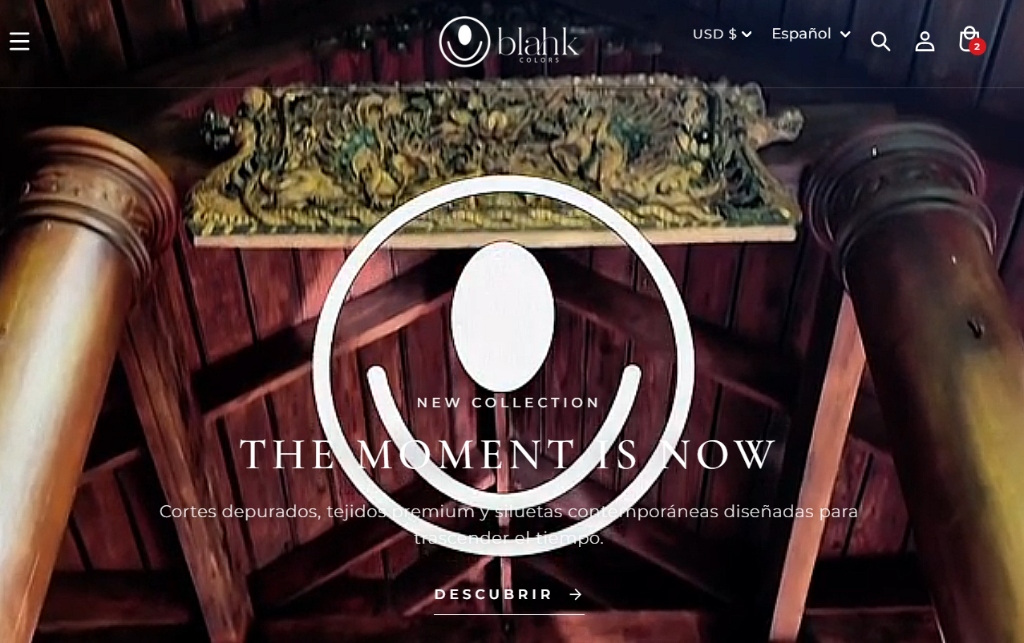 blahk
COLORS
USD $
Español
2
NEW COLLECTION
THE MOMENT IS NOW
Cortes depurados, tejidos premium y siluetas contemporáneas diseñadas para
trascender el tiempo.
DESCUBRIR →